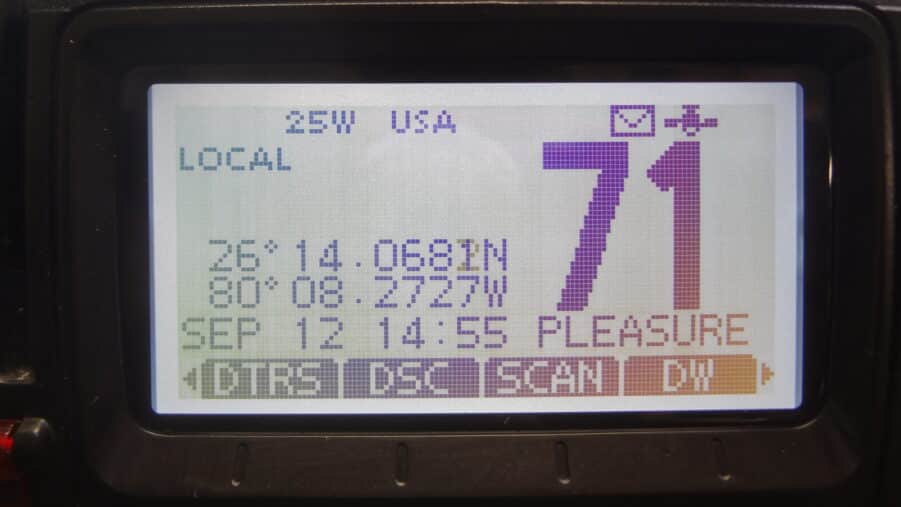 25W USA
LOCAL
71
26°14.0681N
80°08.2727W
SEP 12 14:55 PLEASURE
DTRS DSC SCAN DW